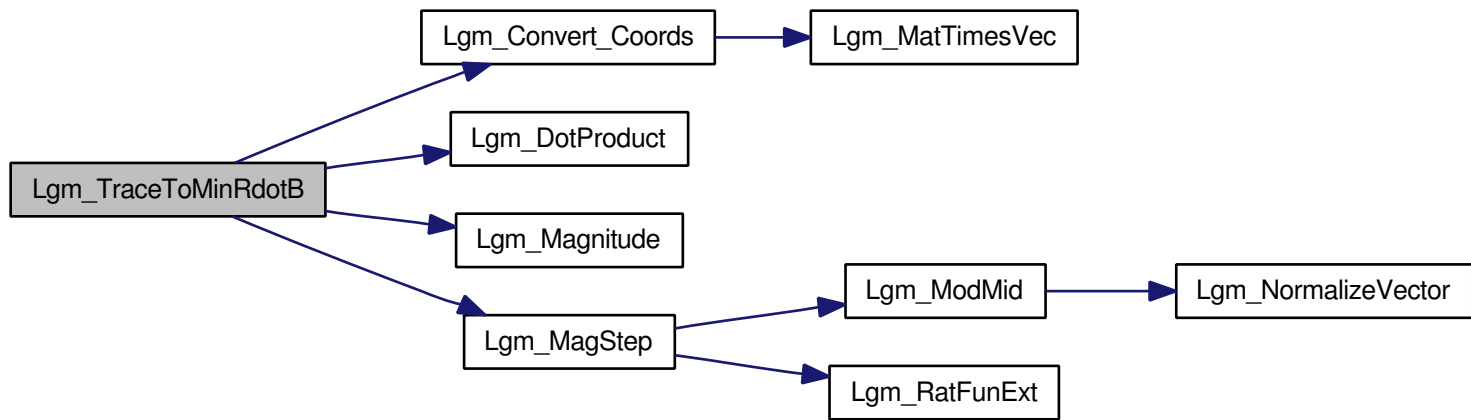 Lgm_Convert_Coords
Lgm_MatTimesVec
Lgm_DotProduct
Lgm_TraceToMinRdotB
Lgm_Magnitude
Lgm_ModMid
Lgm_NormalizeVector
Lgm_MagStep
Lgm_RatFunExt